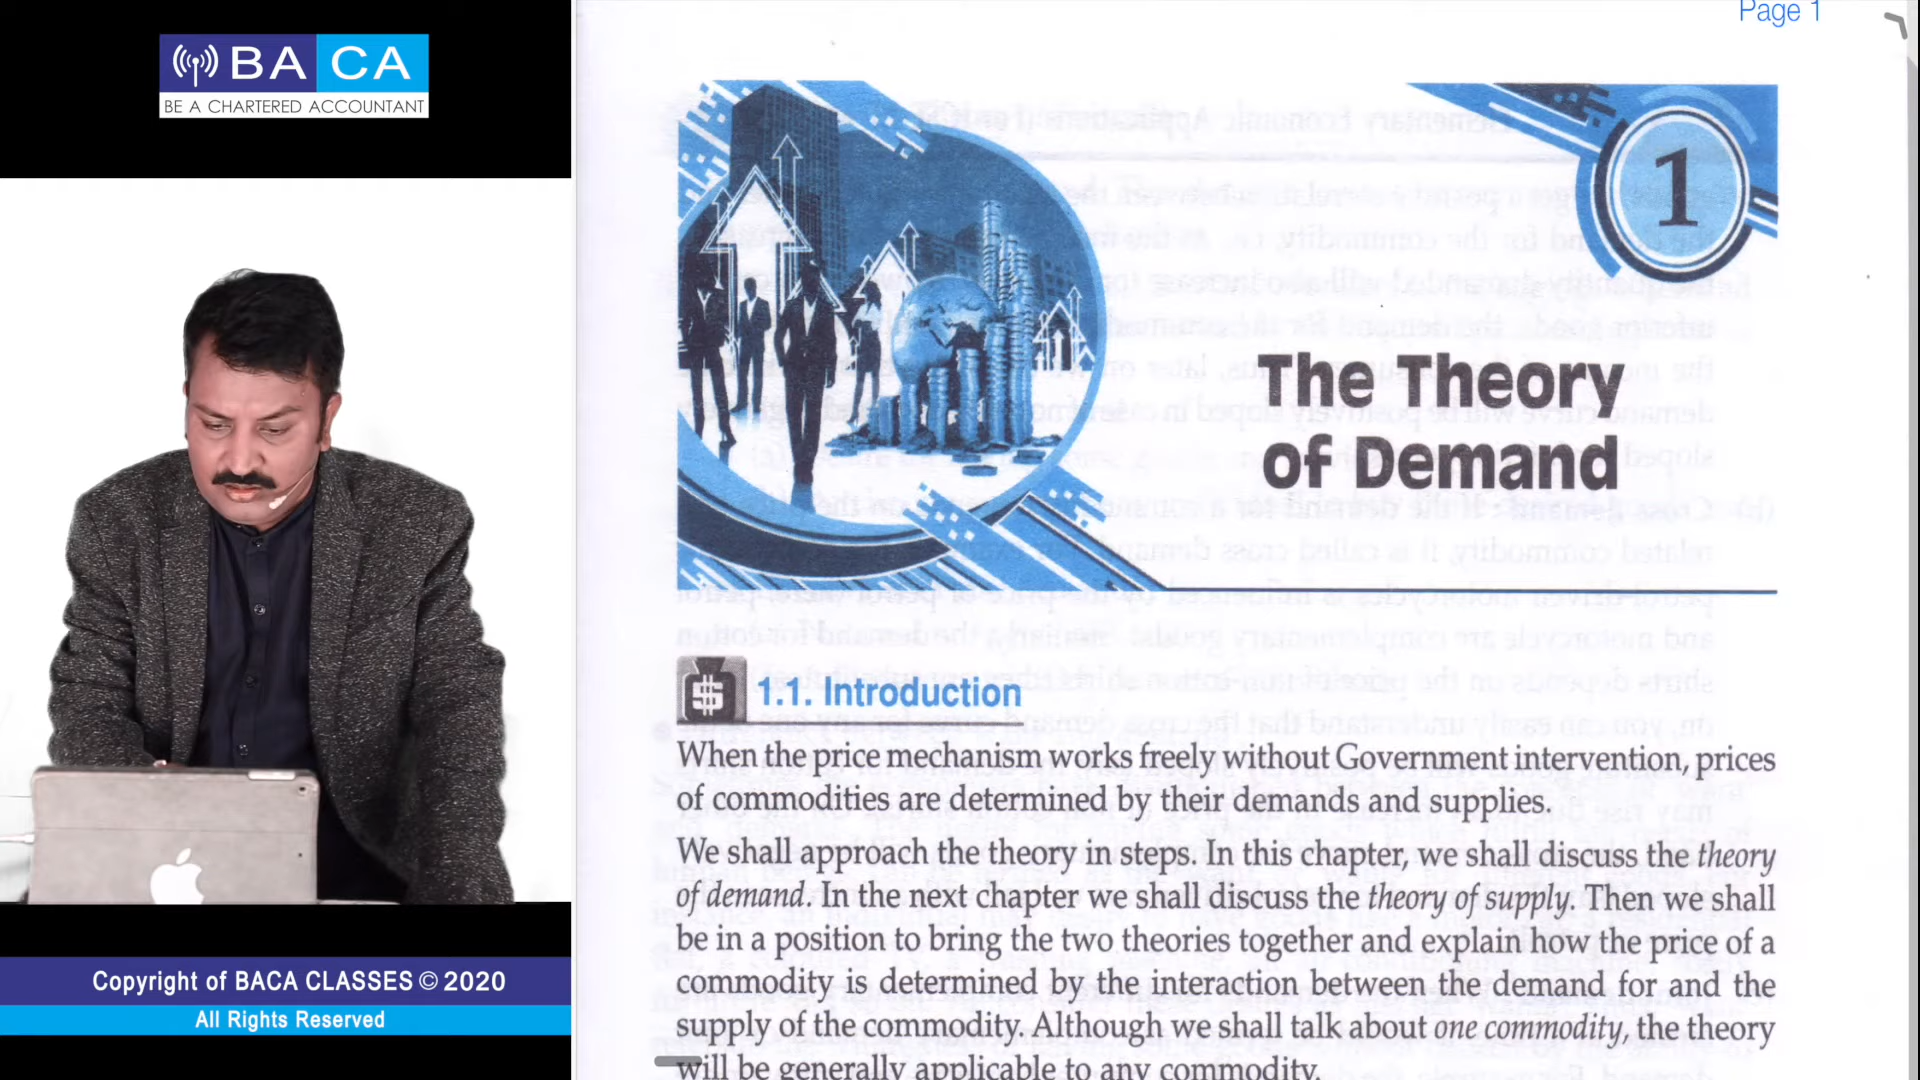 BA CA
BE A CHARTERED ACCOUNTANT
Copyright of BACA CLASSES © 2020
All Rights Reserved
Page 1
1
The Theory
of Demand
1.1. Introduction
When the price mechanism works freely without Government intervention, prices
of commodities are determined by their demands and supplies.
We shall approach the theory in steps. In this chapter, we shall discuss the theory
of demand. In the next chapter we shall discuss the theory of supply. Then we shall
be in a position to bring the two theories together and explain how the price of a
commodity is determined by the interaction between the demand for and the
supply of the commodity. Although we shall talk about one commodity, the theory
will be generally applicable to any commodity.